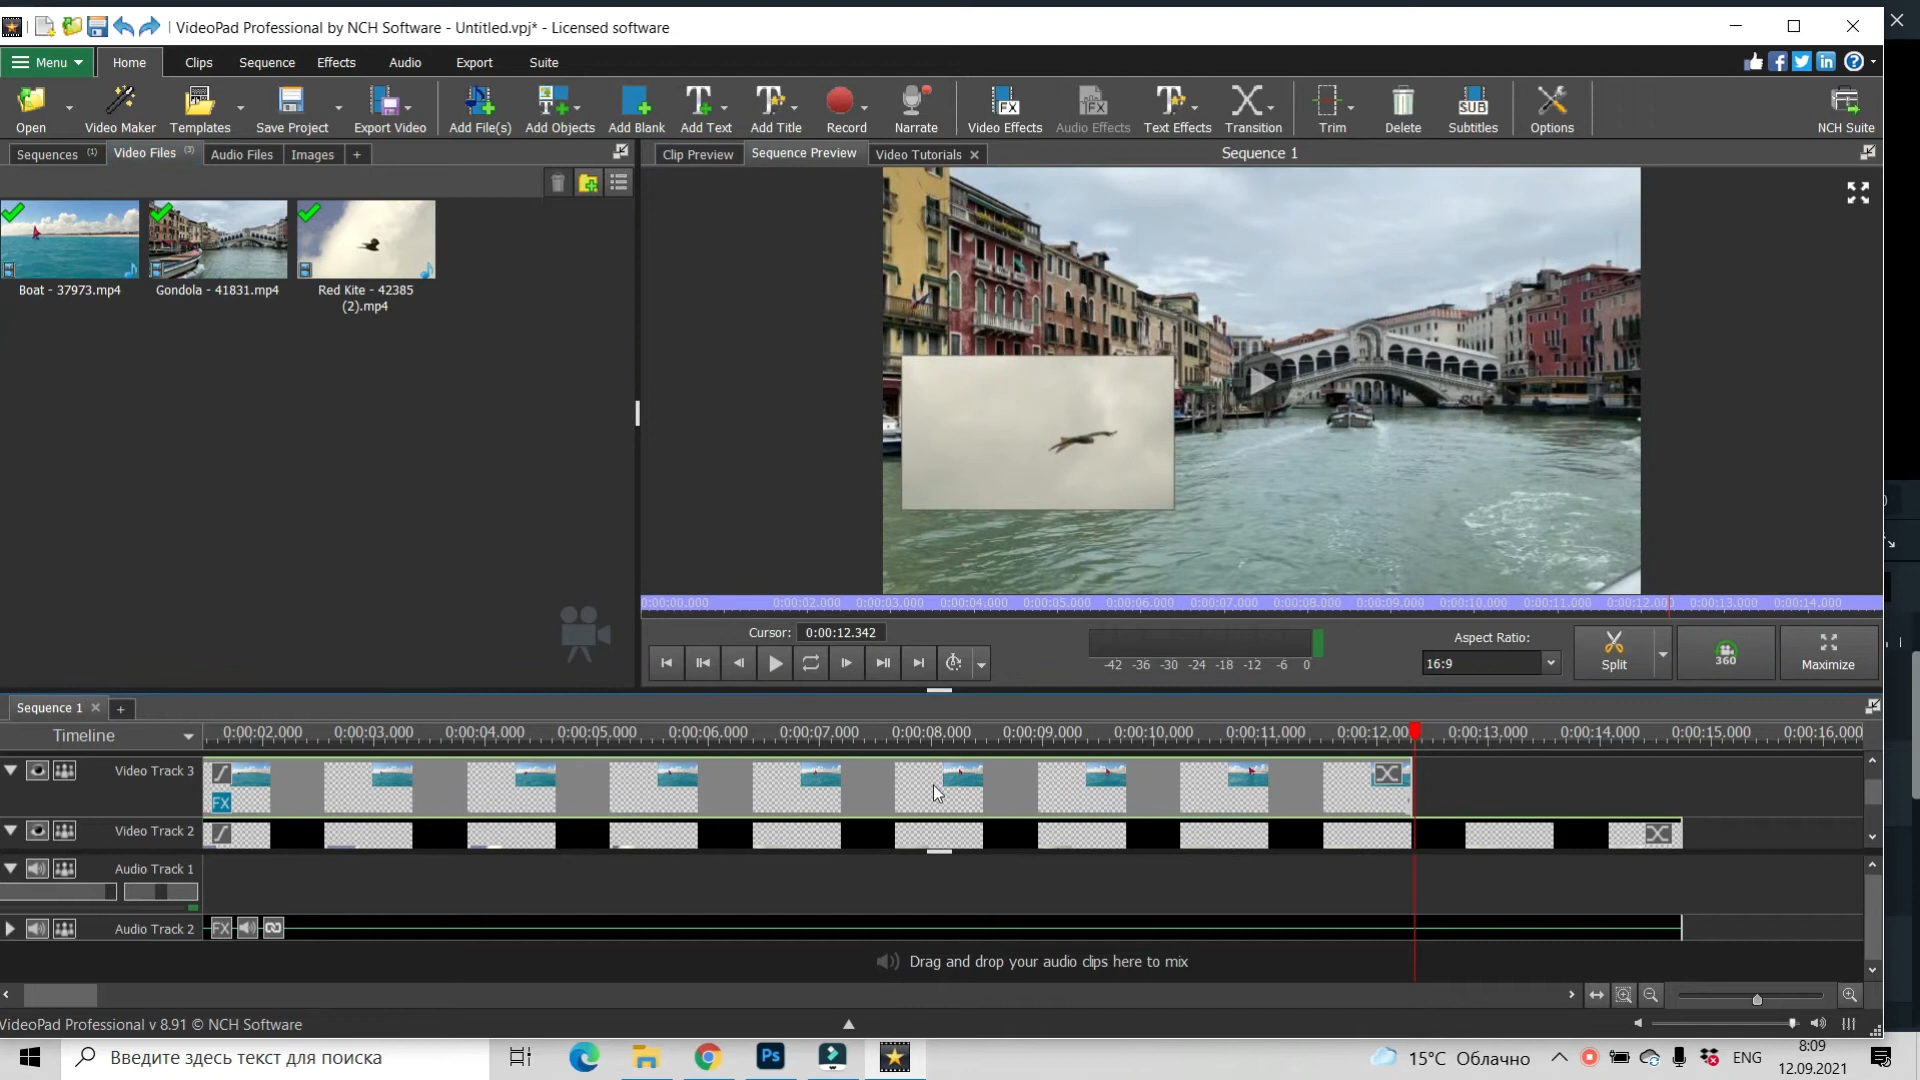 VideoPad Professional by NCH Software - Untitled.vpj* - Licensed software
Menu Home Clips Sequence Effects Audio Export Suite
Open Video Maker Templates Save Project Export Video Add File(s) Add Objects Add Blank Add Text Add Title Record Narrate Video Effects Audio Effects Text Effects Transition Trim Delete Subtitles Options NCH Suite
Sequences (1) Video Files (3) Audio Files Images + Clip Preview Sequence Preview Video Tutorials Sequence 1
Boat - 37973.mp4 Gondola - 41831.mp4 Red Kite - 42385
(2).mp4
0:00:00.000 0:00:02.000 0:00:03.000 0:00:04.000 0:00:05.000 0:00:06.000 0:00:07.000 0:00:08.000 0:00:09.000 0:00:10.000 0:00:11.000 0:00:12.000 0:00:13.000 0:00:14.000
Cursor: 0:00:12.342
Aspect Ratio:
-42 -36 -30 -24 -18 -12 -6 0
16:9 Split 360 Maximize
Sequence 1
Timeline 0:00:02.000 0:00:03.000 0:00:04.000 0:00:05.000 0:00:06.000 0:00:07.000 0:00:08.000 0:00:09.000 0:00:10.000 0:00:11.000 0:00:12.00 0:00:13.000 0:00:14.000 0:00:15.000 0:00:16.000
Video Track 3
FX
Video Track 2
Audio Track 1
Audio Track 2 FX
Drag and drop your audio clips here to mix
VideoPad Professional v 8.91 © NCH Software
Введите здесь текст для поиска Ps 15°C Облачно ENG 8:09
12.09.2021